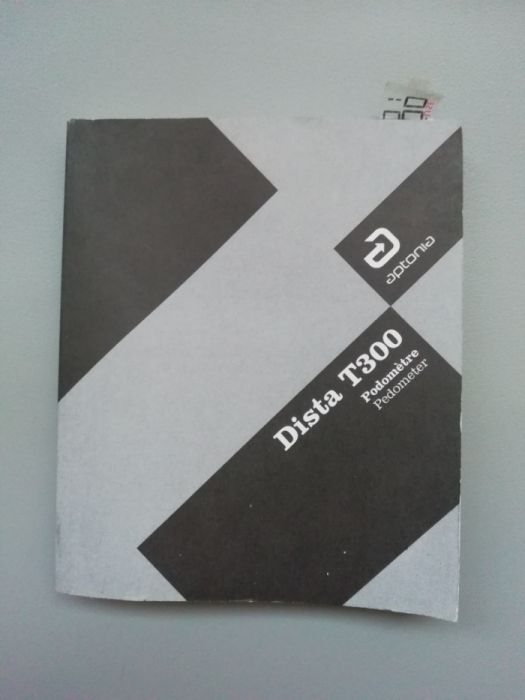 aptonia
Dista T300
Podomètre
Pedometer